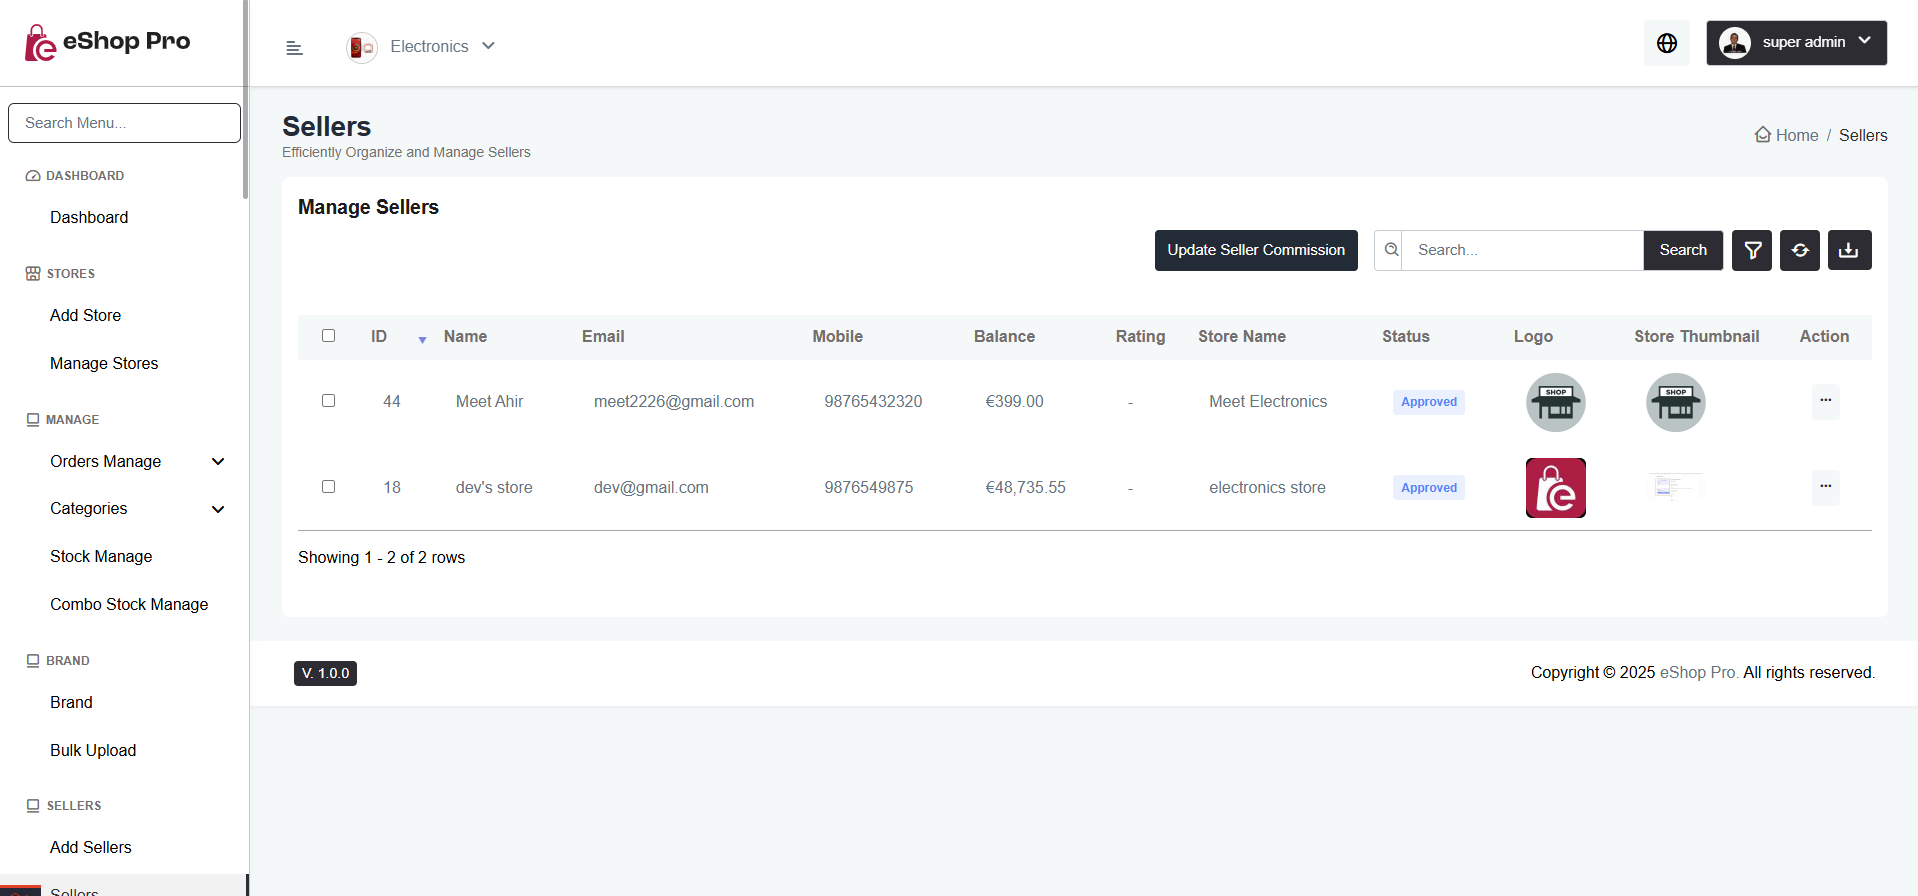 eShop Pro
Electronics
super admin
Search Menu...
DASHBOARD
Dashboard
STORES
Add Store
Manage Stores
MANAGE
Orders Manage
Categories
Stock Manage
Combo Stock Manage
BRAND
Brand
Bulk Upload
SELLERS
Add Sellers
Sellers
Sellers
Efficiently Organize and Manage Sellers
Home / Sellers
Manage Sellers
Update Seller Commission
Search...
Search
ID Name Email Mobile Balance Rating Store Name Status Logo Store Thumbnail Action
44 Meet Ahir meet2226@gmail.com 98765432320 €399.00 - Meet Electronics Approved SHOP SHOP ...
18 dev's store dev@gmail.com 9876549875 €48,735.55 - electronics store Approved e ...
Showing 1 - 2 of 2 rows
V. 1.0.0
Copyright © 2025 eShop Pro. All rights reserved.